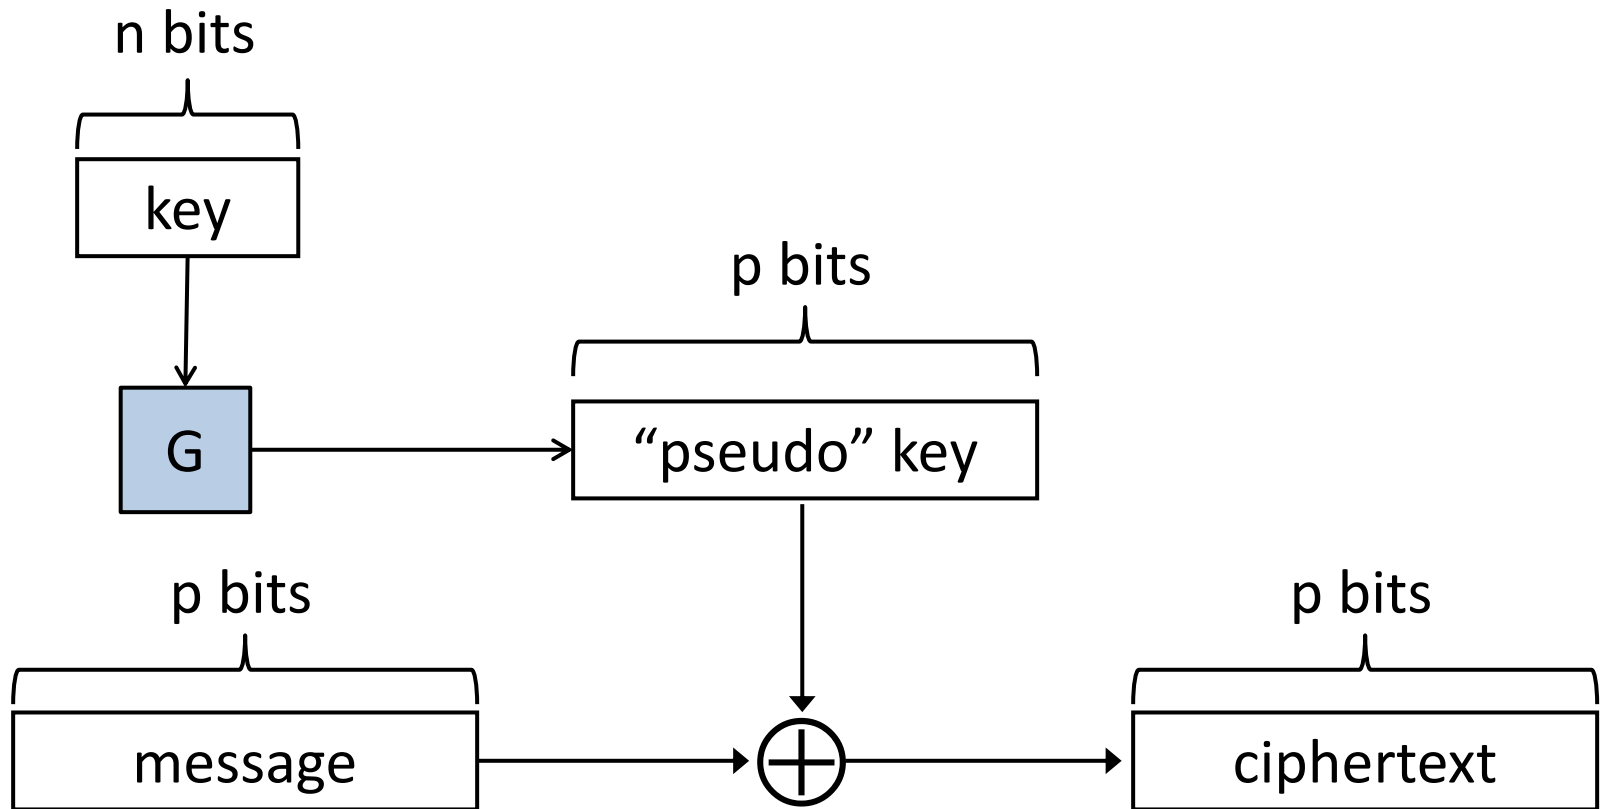 n bits
key
p bits
G
“pseudo” key
p bits
p bits
message
ciphertext